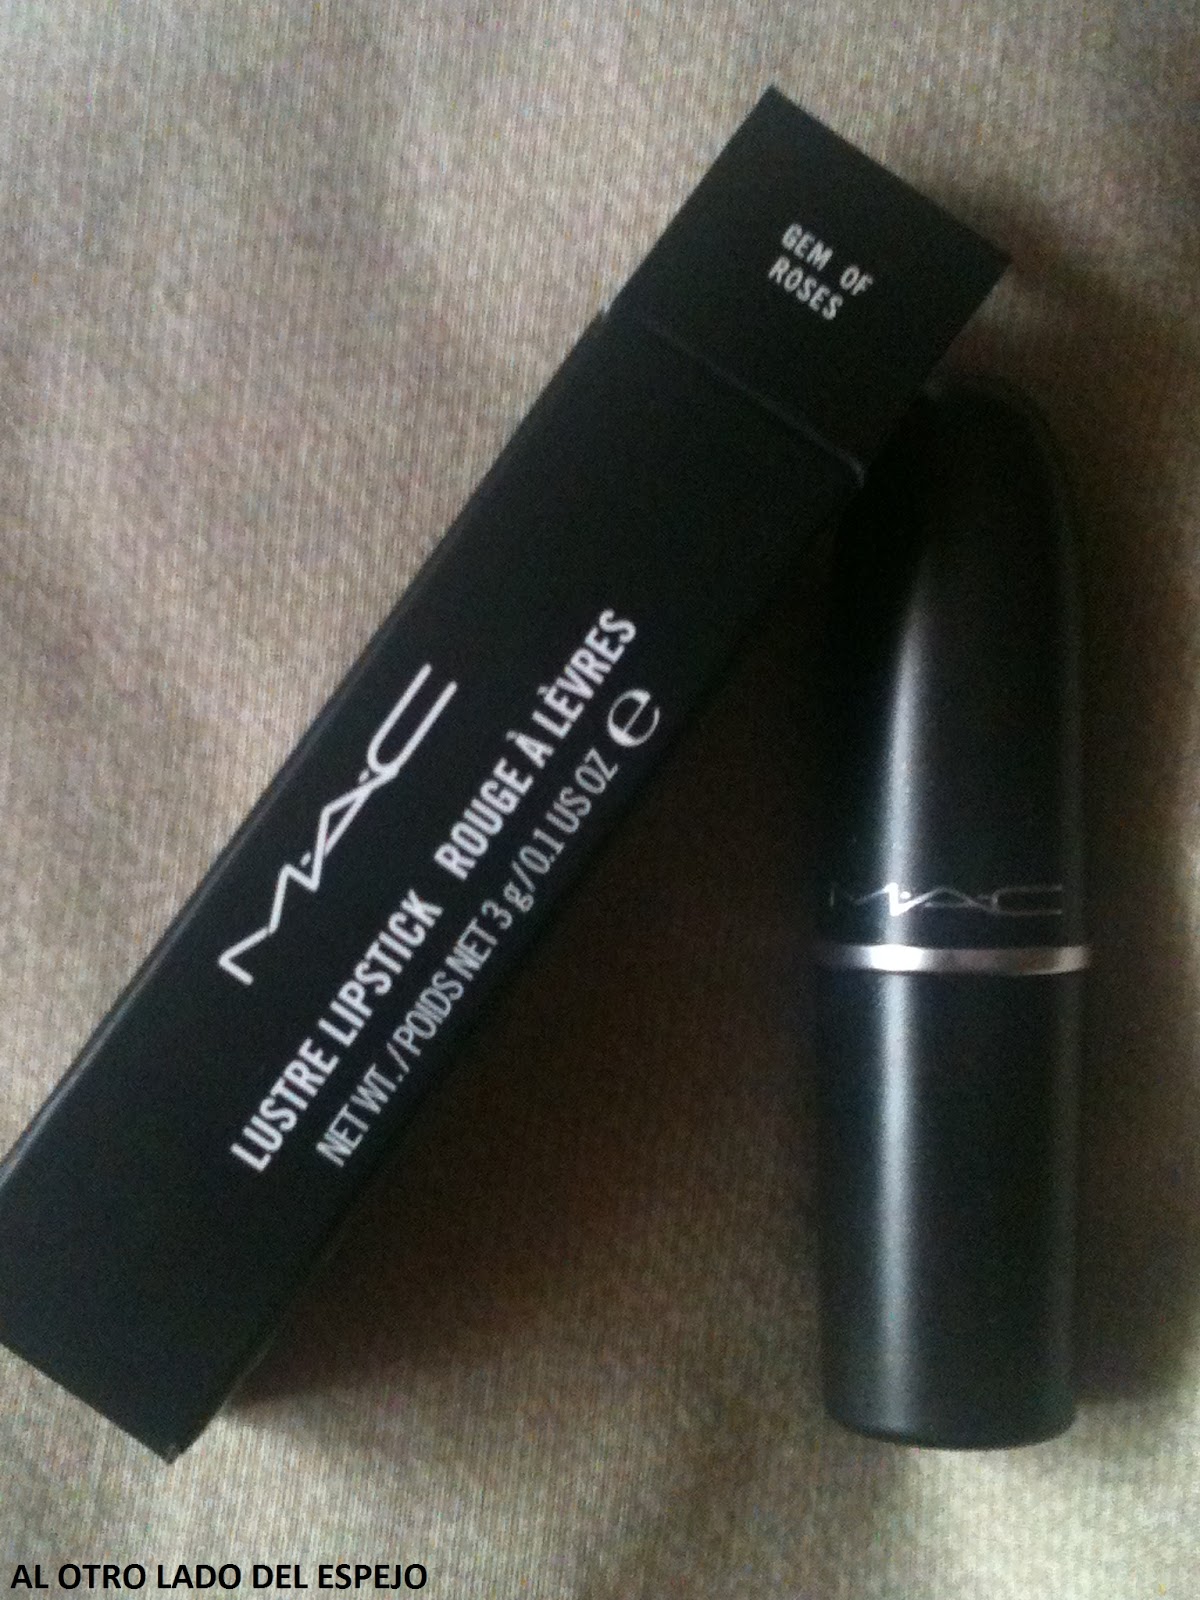 GEM OF
ROSES
MAC
LUSTRE LIPSTICK ROUGE À LÈVRES
NET WT. / POIDS NET 3 g / 0.1 US OZ e
MAC
AL OTRO LADO DEL ESPEJO